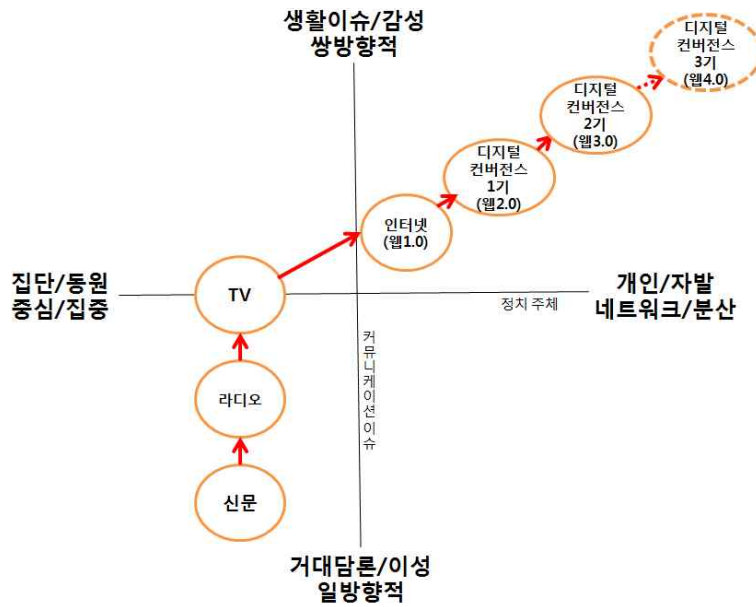 생활이슈/감성
쌍방향적
디지털
컨버전스
3기
(웹4.0)
디지털
컨버전스
2기
(웹3.0)
디지털
컨버전스
1기
(웹2.0)
인터넷
(웹1.0)
집단/동원
중심/집중
TV
정치 주체
개인/자발
네트워크/분산
커뮤니케이션 이슈
라디오
신문
거대담론/이성
일방향적